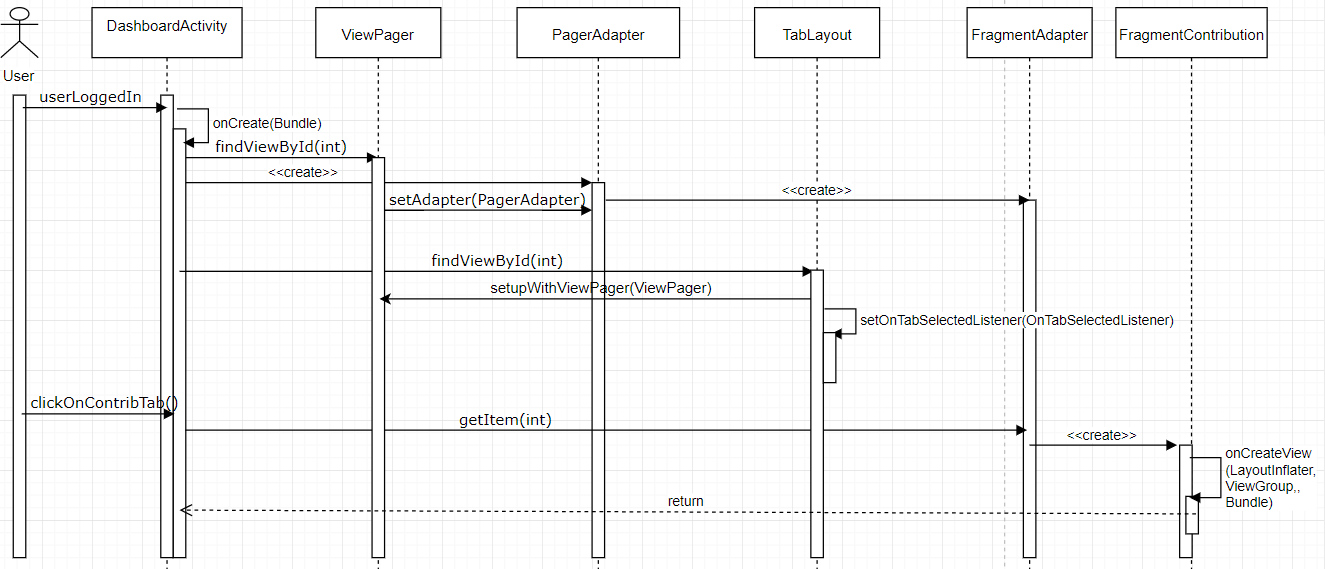 DashboardActivity
ViewPager
PagerAdapter
TabLayout
FragmentAdapter
FragmentContribution
User
userLoggedIn
onCreate(Bundle)
findViewById(int)
<<create>>
<<create>>
setAdapter(PagerAdapter)
findViewById(int)
setupWithViewPager(ViewPager)
setOnTabSelectedListener(OnTabSelectedListener)
clickOnContribTab()
getItem(int)
<<create>>
onCreateView
(LayoutInflater,
ViewGroup,,
Bundle)
return